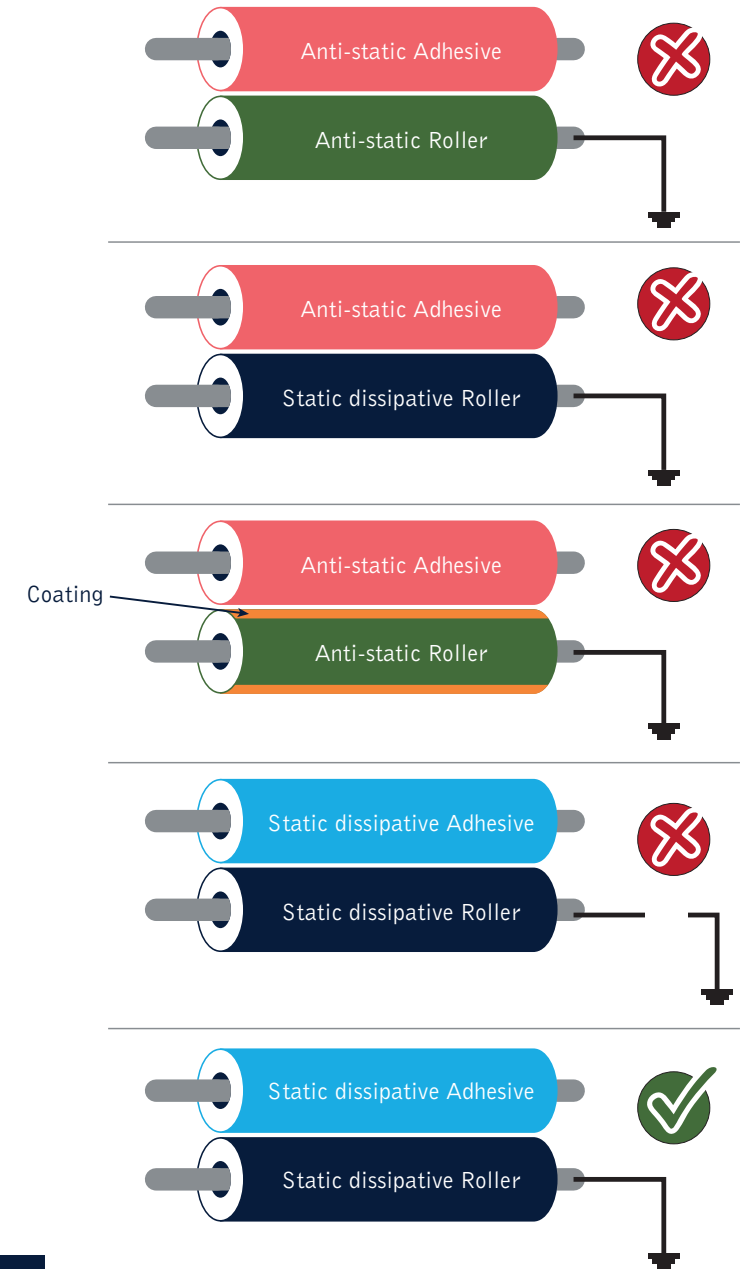 Anti-static Adhesive
Anti-static Roller
Anti-static Adhesive
Static dissipative Roller
Anti-static Adhesive
Coating
Anti-static Roller
Static dissipative Adhesive
Static dissipative Roller
Static dissipative Adhesive
Static dissipative Roller